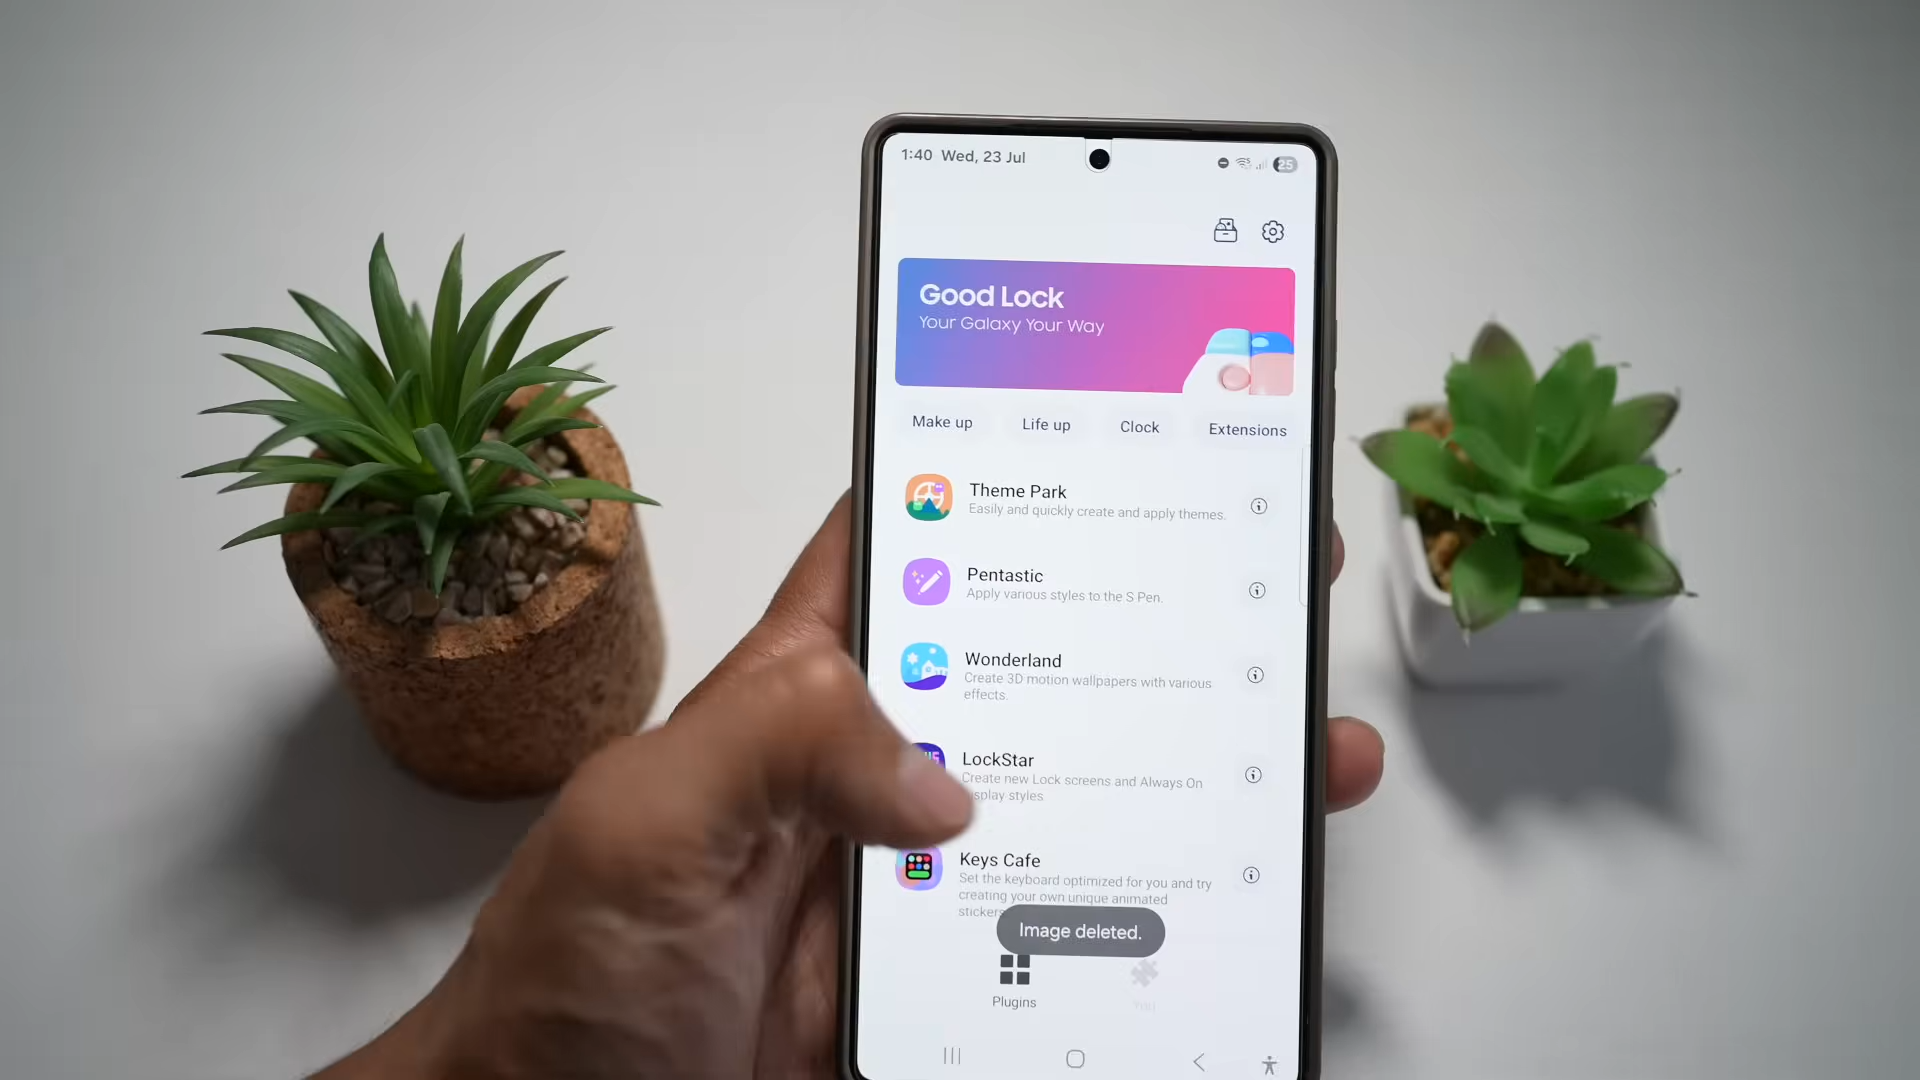 1:40 Wed, 23 Jul
25
Good Lock
Your Galaxy Your Way
Make up
Life up
Clock
Extensions
Theme Park
Easily and quickly create and apply themes.
Pentastic
Apply various styles to the S Pen.
Wonderland
Create 3D motion wallpapers with various
effects.
LockStar
Create new Lock screens and Always On
display styles
Keys Cafe
Set the keyboard optimized for you and try
creating your own unique animated
stickers
Image deleted.
Plugins